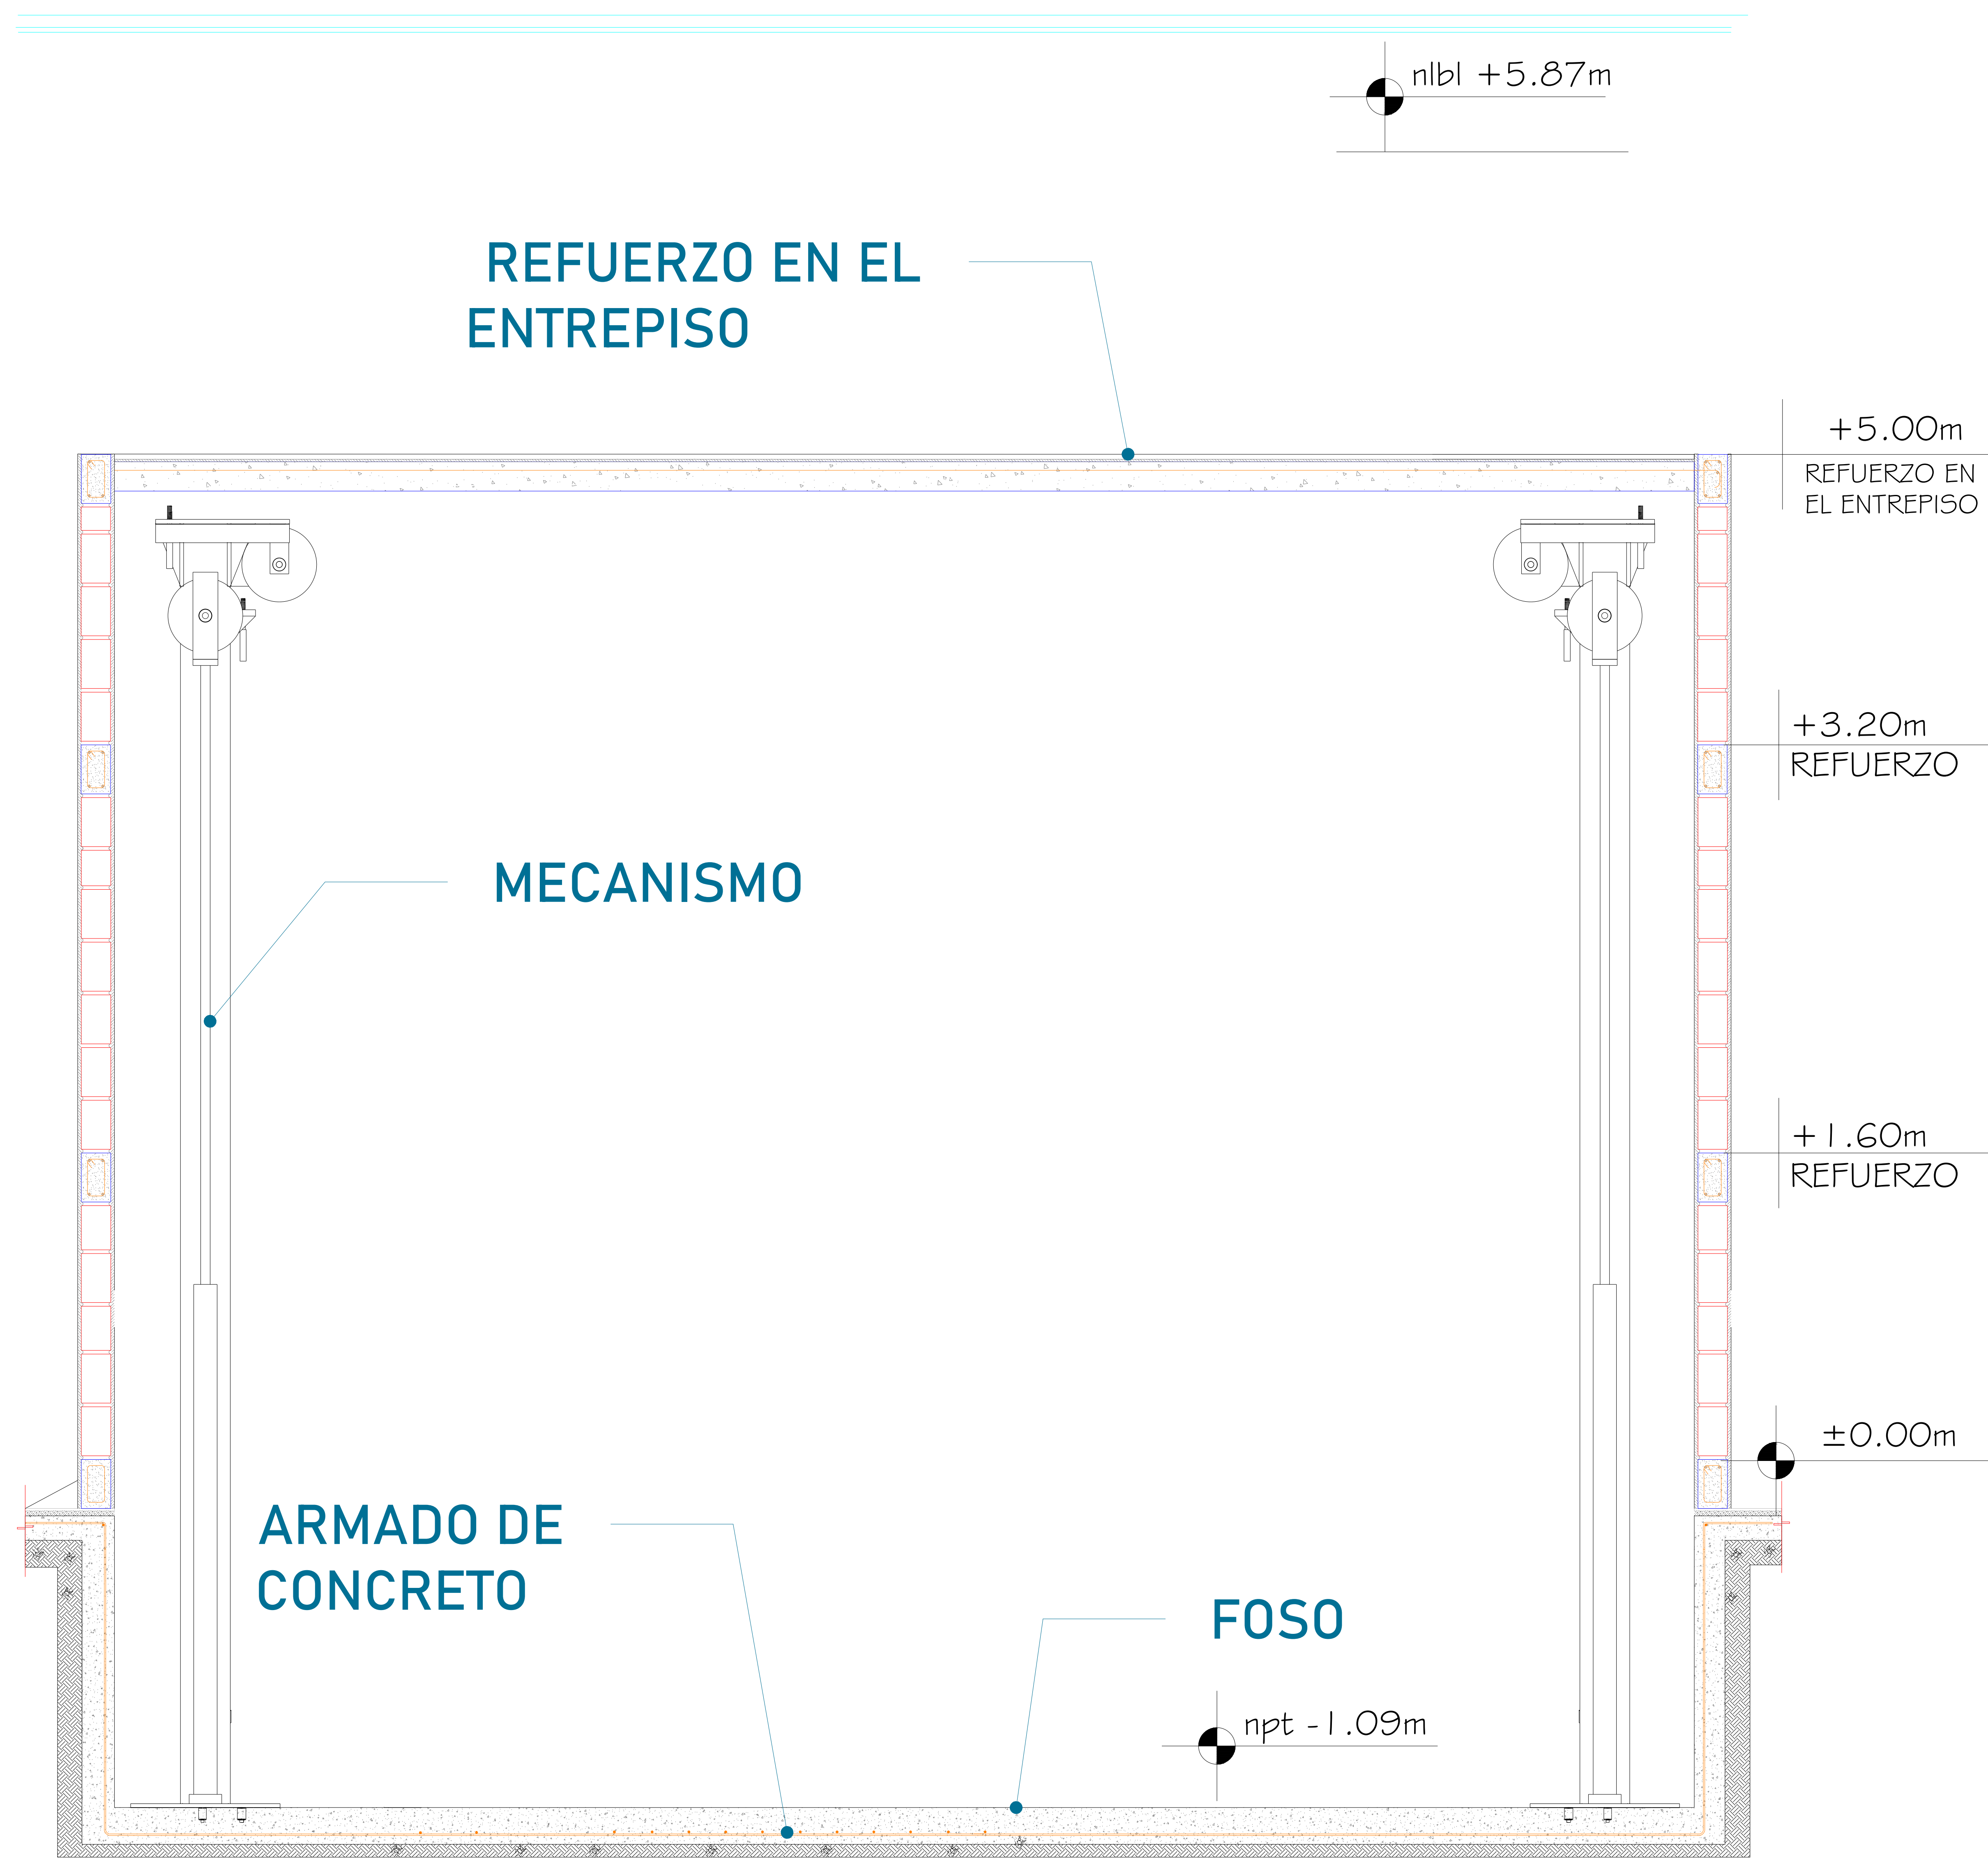 nlbl +5.87m
REFUERZO EN EL
ENTREPISO
+5.00m
REFUERZO EN
EL ENTREPISO
+3.20m
REFUERZO
MECANISMO
+1.60m
REFUERZO
±0.00m
ARMADO DE
CONCRETO
FOSO
npt -1.09m